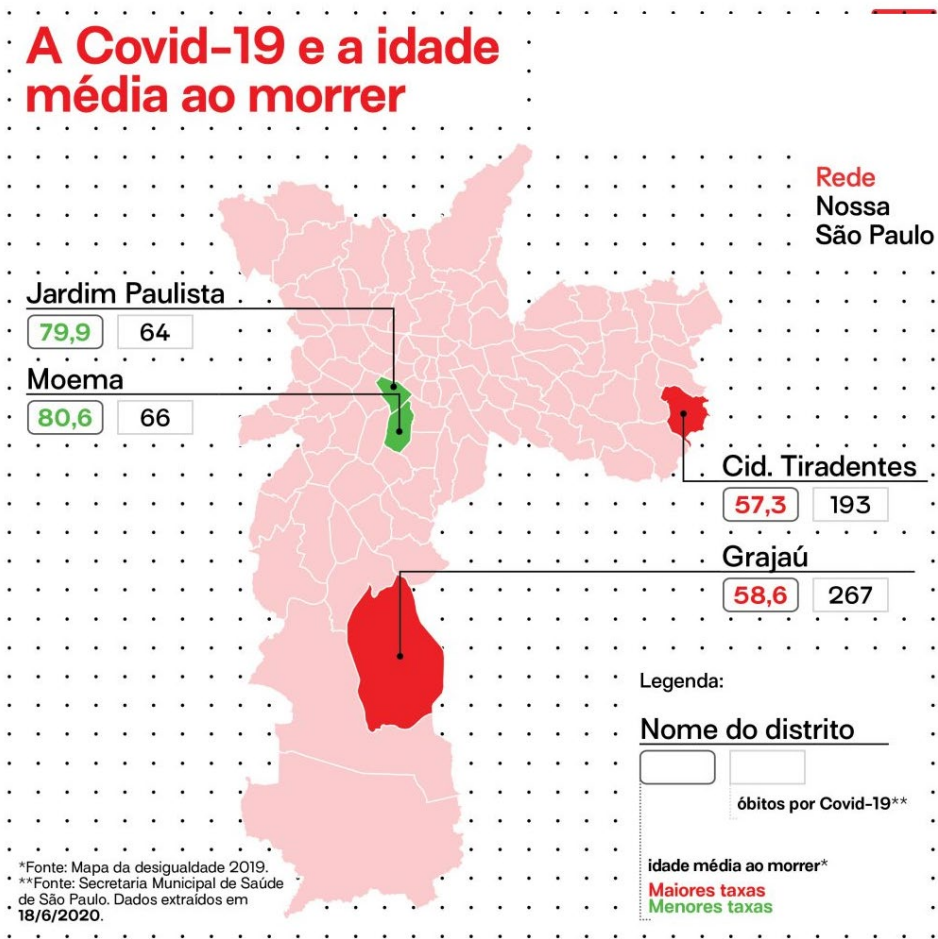 A Covid-19 e a idade
média ao morrer
Rede
Nossa
São Paulo
Jardim Paulista
79,9 64
Moema
80,6 66
Cid. Tiradentes
57,3 193
Grajaú
58,6 267
Legenda:
Nome do distrito
óbitos por Covid-19**
idade média ao morrer*
Maiores taxas
Menores taxas
*Fonte: Mapa da desigualdade 2019.
**Fonte: Secretaria Municipal de Saúde
de São Paulo. Dados extraídos em
18/6/2020.